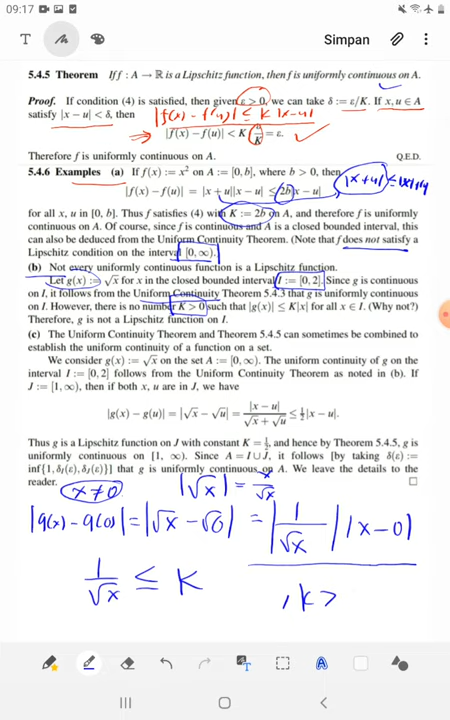 09:17
Simpan
5.4.5 Theorem If f : A → ℝ is a Lipschitz function, then f is uniformly continuous on A.
Proof. If condition (4) is satisfied, then given ε > 0, we can take δ := ε/K. If x, u ∈ A
satisfy |x − u| < δ, then
|f(x) − f(u)| ≤ K |x−u|
|f(x) − f(u)| < K · ε/K = ε.
Therefore f is uniformly continuous on A. Q.E.D.
5.4.6 Examples (a) If f(x) := x² on A := [0, b], where b > 0, then
|x+u| ≤ |x|+|u|
|f(x) − f(u)| = |x + u||x − u| ≤ 2b|x − u|
for all x, u in [0, b]. Thus f satisfies (4) with K := 2b on A, and therefore f is uniformly
continuous on A. Of course, since f is continuous and A is a closed bounded interval, this
can also be deduced from the Uniform Continuity Theorem. (Note that f does not satisfy a
Lipschitz condition on the interval [0, ∞).)
(b) Not every uniformly continuous function is a Lipschitz function.
Let g(x) := √x for x in the closed bounded interval I := [0, 2]. Since g is continuous
on I, it follows from the Uniform Continuity Theorem 5.4.3 that g is uniformly continuous
on I. However, there is no number K > 0 such that |g(x)| ≤ K|x| for all x ∈ I. (Why not?)
Therefore, g is not a Lipschitz function on I.
(c) The Uniform Continuity Theorem and Theorem 5.4.5 can sometimes be combined to
establish the uniform continuity of a function on a set.
We consider g(x) := √x on the set A := [0, ∞). The uniform continuity of g on the
interval I := [0, 2] follows from the Uniform Continuity Theorem as noted in (b). If
J := [1, ∞), then if both x, u are in J, we have
|g(x) − g(u)| = |√x − √u| = |x − u| / (√x + √u) ≤ ½|x − u|.
Thus g is a Lipschitz function on J with constant K = ½, and hence by Theorem 5.4.5, g is
uniformly continuous on [1, ∞). Since A = I ∪ J, it follows [by taking δ(ε) :=
inf{1, δ_I(ε), δ_J(ε)}] that g is uniformly continuous on A. We leave the details to the
reader. □
x ≠ 0 |√x| = x/√x
|g(x) − g(0)| = |√x − √0| = |1/√x| |x−0|
1/√x ≤ K , K >